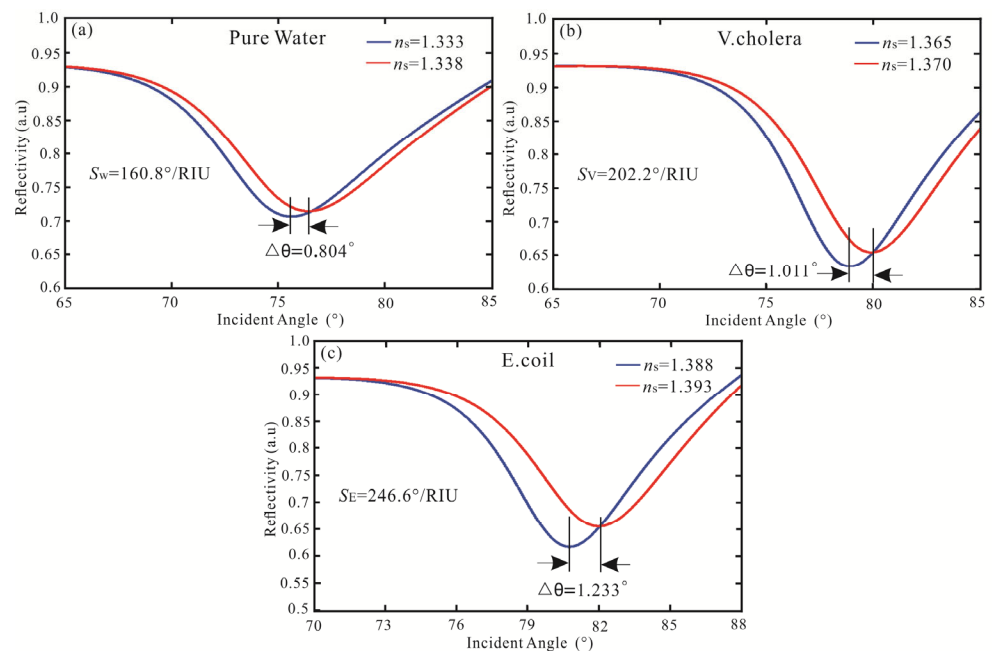 (a)
Pure Water
nₛ=1.333
nₛ=1.338
Sw=160.8°/RIU
△θ=0.804°
Reflectivity (a.u)
1.0
0.95
0.9
0.85
0.8
0.75
0.7
0.65
0.6
65
70
75
80
85
Incident Angle (°)
(b)
V.cholera
nₛ=1.365
nₛ=1.370
Sv=202.2°/RIU
△θ=1.011°
Reflectivity (a.u)
1.0
0.95
0.9
0.85
0.8
0.75
0.7
0.65
0.6
65
70
75
80
85
Incident Angle (°)
(c)
E.coil
nₛ=1.388
nₛ=1.393
SE=246.6°/RIU
△θ=1.233°
Reflectivity (a.u)
1.0
0.95
0.9
0.85
0.8
0.75
0.7
0.65
0.6
0.55
0.5
70
73
76
79
82
85
88
Incident Angle (°)